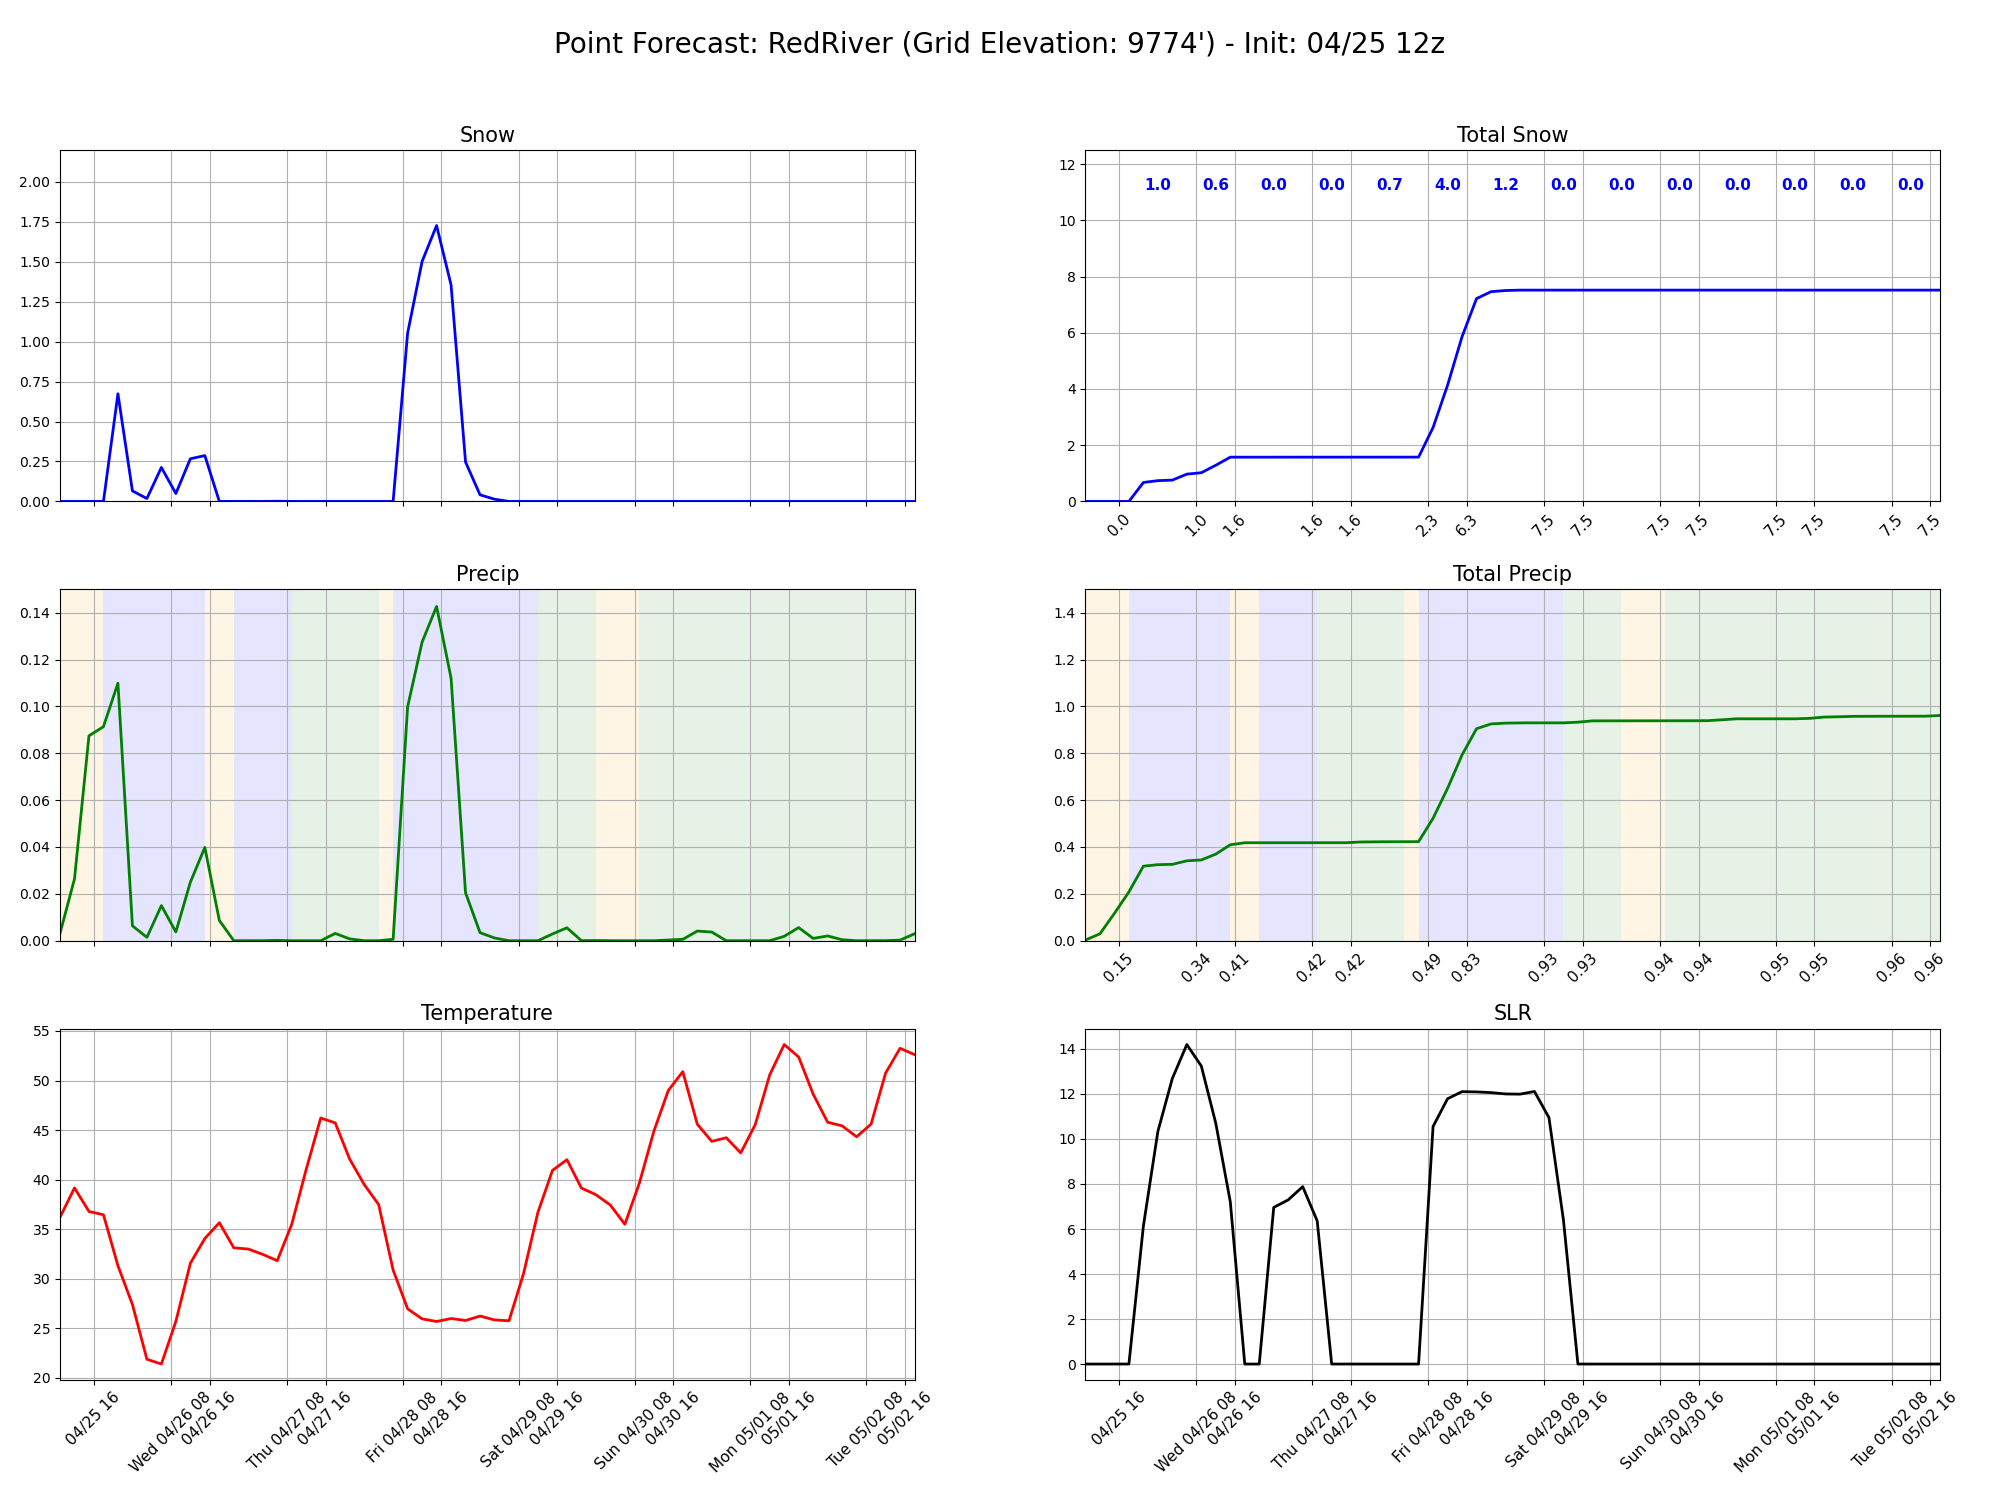 Point Forecast: RedRiver (Grid Elevation: 9774') - Init: 04/25 12z
Snow
2.00
1.75
1.50
1.25
1.00
0.75
0.50
0.25
0.00
Total Snow
1.0 0.6 0.0 0.0 0.7 4.0 1.2 0.0 0.0 0.0 0.0 0.0 0.0 0.0
12
10
8
6
4
2
0
0.0 1.0 1.6 1.6 1.6 2.3 6.3 7.5 7.5 7.5 7.5 7.5 7.5 7.5 7.5
Precip
0.14
0.12
0.10
0.08
0.06
0.04
0.02
0.00
Total Precip
1.4
1.2
1.0
0.8
0.6
0.4
0.2
0.0
0.15 0.34 0.41 0.42 0.42 0.49 0.83 0.93 0.93 0.94 0.94 0.95 0.95 0.96 0.96
Temperature
55
50
45
40
35
30
25
20
04/25 16
Wed 04/26 08
04/26 16
Thu 04/27 08
04/27 16
Fri 04/28 08
04/28 16
Sat 04/29 08
04/29 16
Sun 04/30 08
04/30 16
Mon 05/01 08
05/01 16
Tue 05/02 08
05/02 16
SLR
14
12
10
8
6
4
2
0
04/25 16
Wed 04/26 08
04/26 16
Thu 04/27 08
04/27 16
Fri 04/28 08
04/28 16
Sat 04/29 08
04/29 16
Sun 04/30 08
04/30 16
Mon 05/01 08
05/01 16
Tue 05/02 08
05/02 16